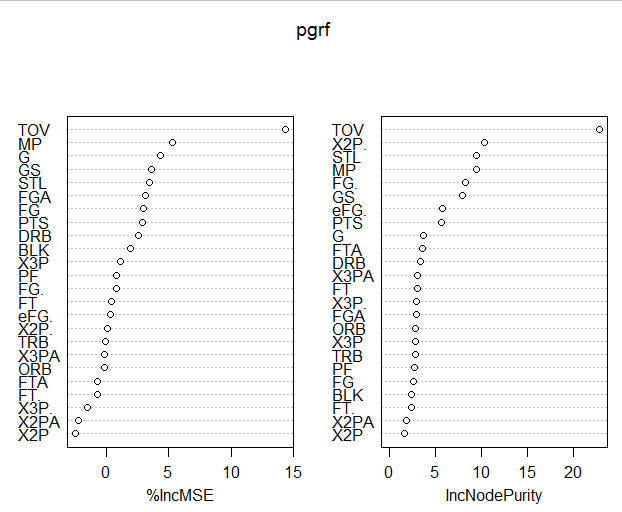 pgrf
TOV
MP
G
GS
STL
FGA
FG
PTS
DRB
BLK
X3P
PF
FG.
FT
eFG.
X2P.
TRB
X3PA
ORB
FTA
FT.
X3P.
X2PA
X2P
0 5 10 15
%IncMSE
TOV
X2P.
STL
MP
FG.
GS
eFG.
PTS
G
FTA
DRB
X3PA
FT
X3P.
FGA
ORB
X3P
TRB
PF
FG
BLK
FT.
X2PA
X2P
0 5 10 15 20
IncNodePurity